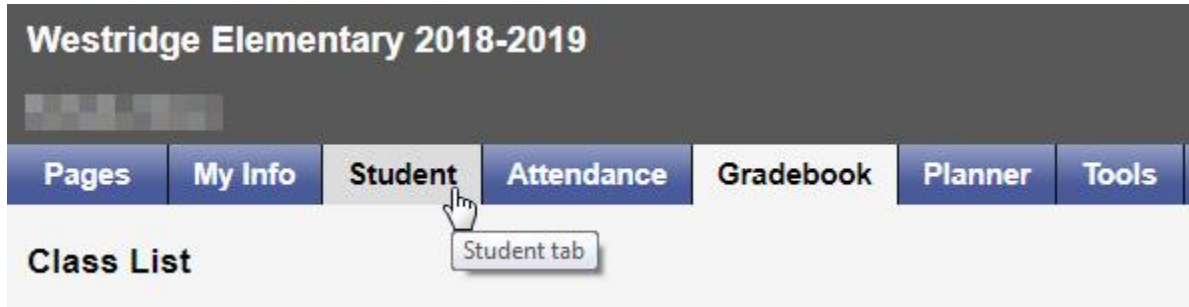 Westridge Elementary 2018-2019
Pages My Info Student Attendance Gradebook Planner Tools
Student tab
Class List